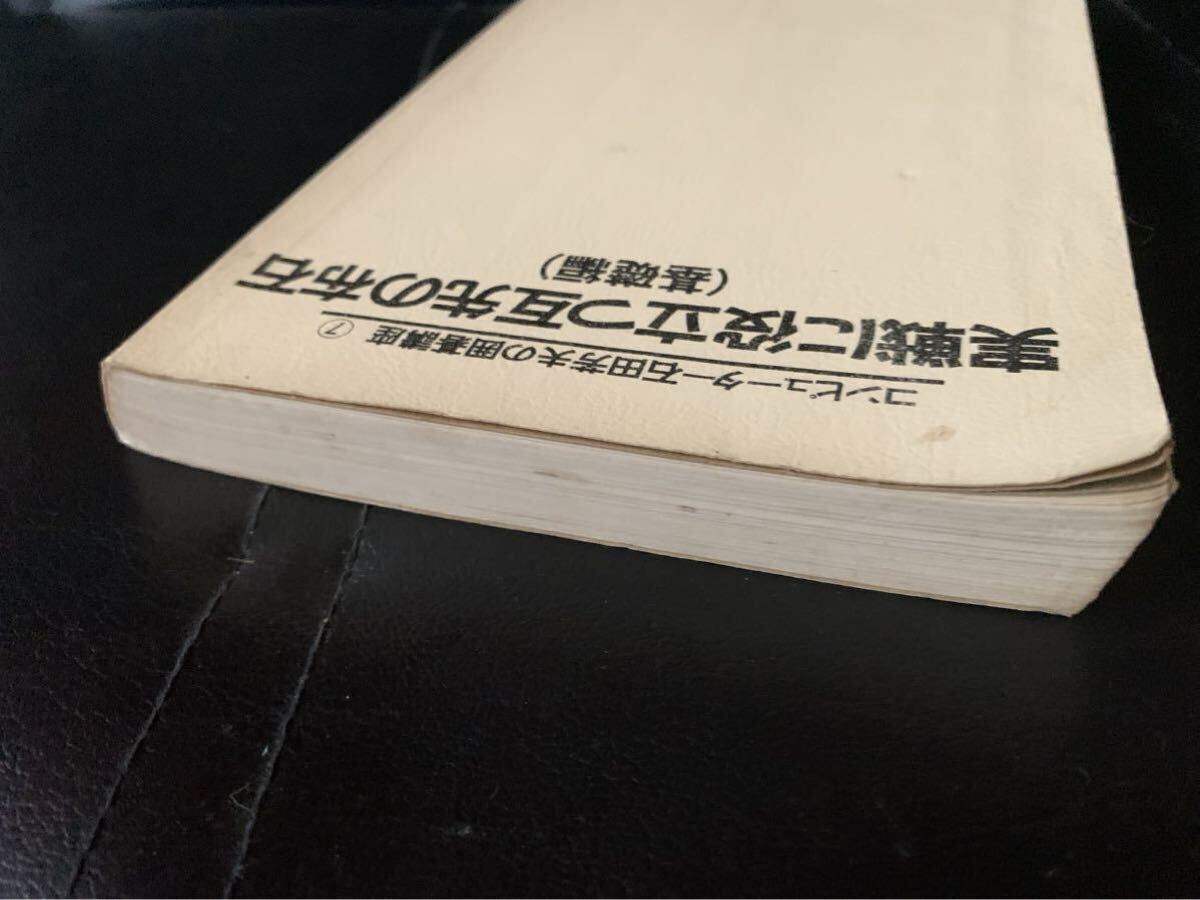 コンピューター石田芳夫の囲碁講座 ⑦
実戦に役立つ互先の布石
（基礎編）